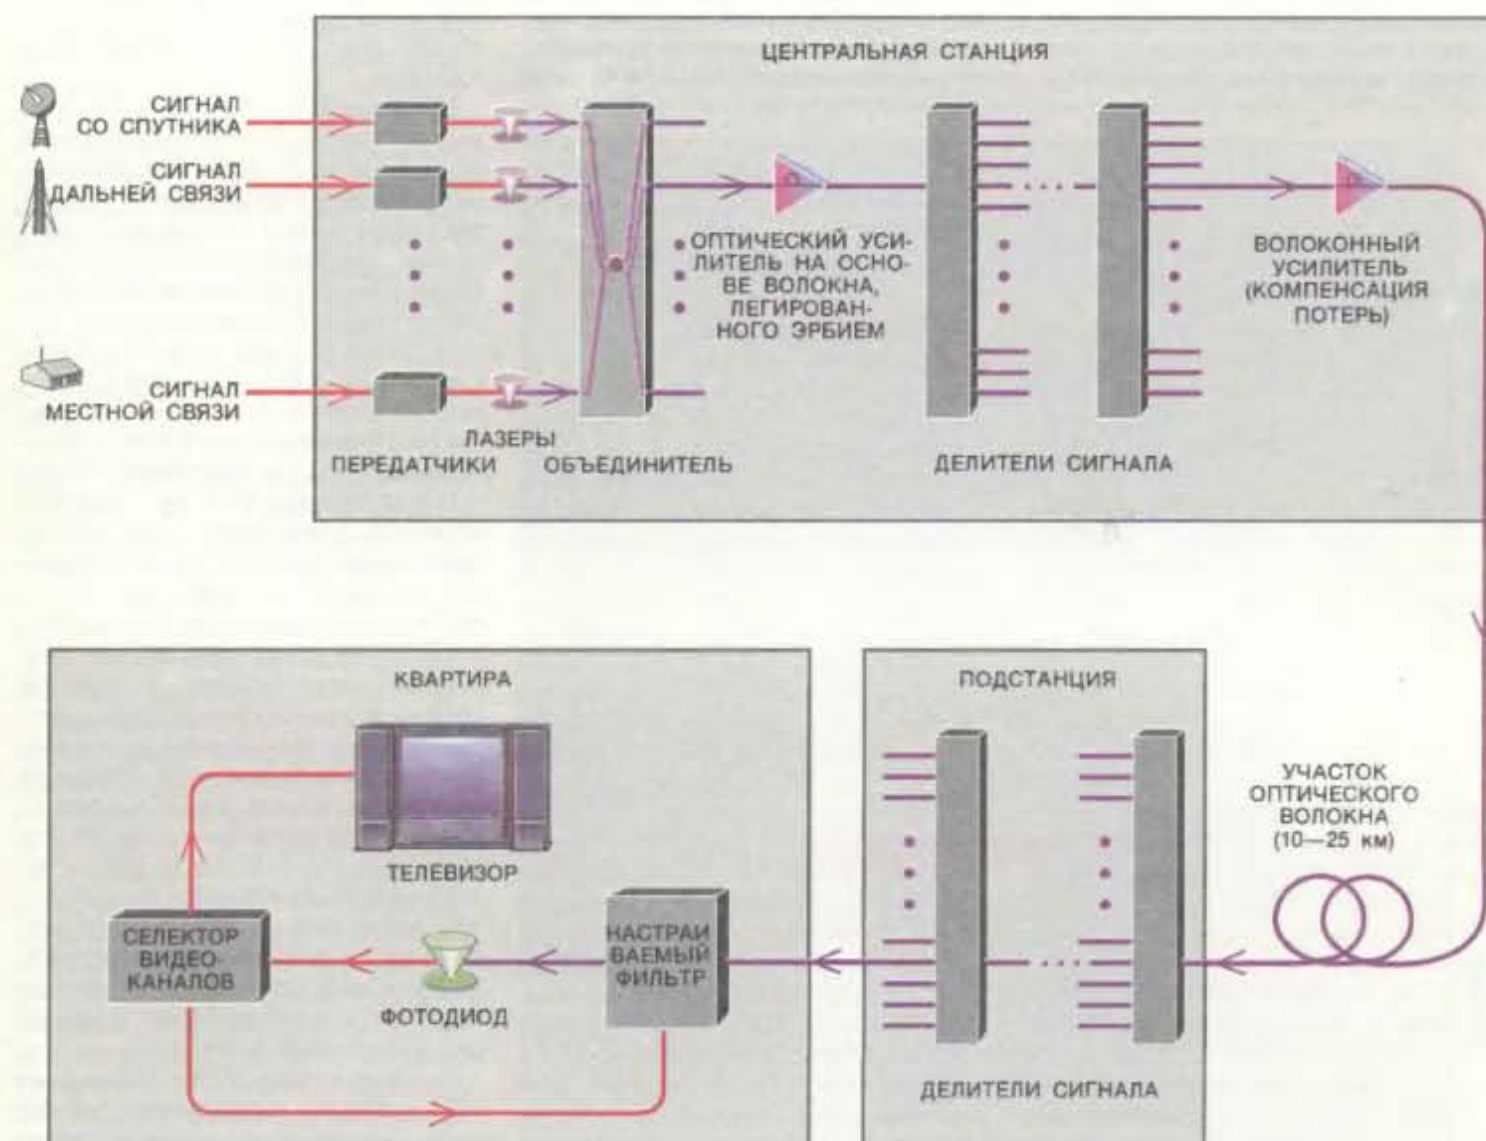 ЦЕНТРАЛЬНАЯ СТАНЦИЯ
СИГНАЛ
СО СПУТНИКА
СИГНАЛ
ДАЛЬНЕЙ СВЯЗИ
СИГНАЛ
МЕСТНОЙ СВЯЗИ
ПЕРЕДАТЧИКИ
ЛАЗЕРЫ
ОБЪЕДИНИТЕЛЬ
ОПТИЧЕСКИЙ УСИ-
ЛИТЕЛЬ НА ОСНО-
ВЕ ВОЛОКНА,
ЛЕГИРОВАН-
НОГО ЭРБИЕМ
ДЕЛИТЕЛИ СИГНАЛА
ВОЛОКОННЫЙ
УСИЛИТЕЛЬ
(КОМПЕНСАЦИЯ
ПОТЕРЬ)
КВАРТИРА
ТЕЛЕВИЗОР
СЕЛЕКТОР
ВИДЕО-
КАНАЛОВ
ФОТОДИОД
НАСТРАИ
ВАЕМЫЙ
ФИЛЬТР
ПОДСТАНЦИЯ
ДЕЛИТЕЛИ СИГНАЛА
УЧАСТОК
ОПТИЧЕСКОГО
ВОЛОКНА
(10—25 км)